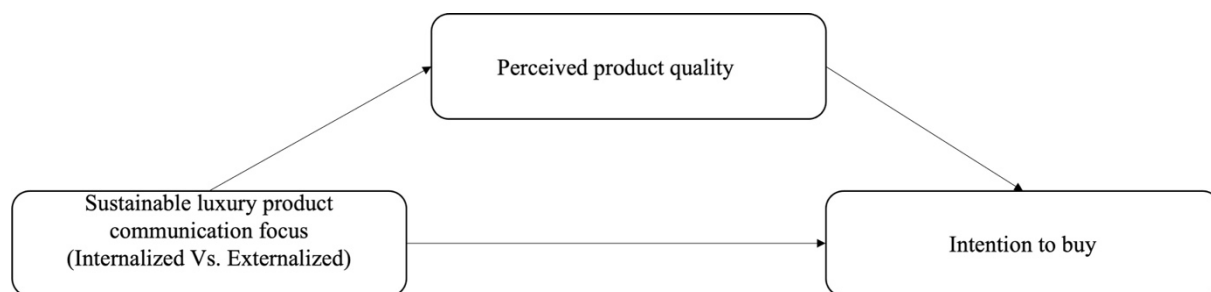 Perceived product quality
Sustainable luxury product
communication focus
(Internalized Vs. Externalized)
Intention to buy